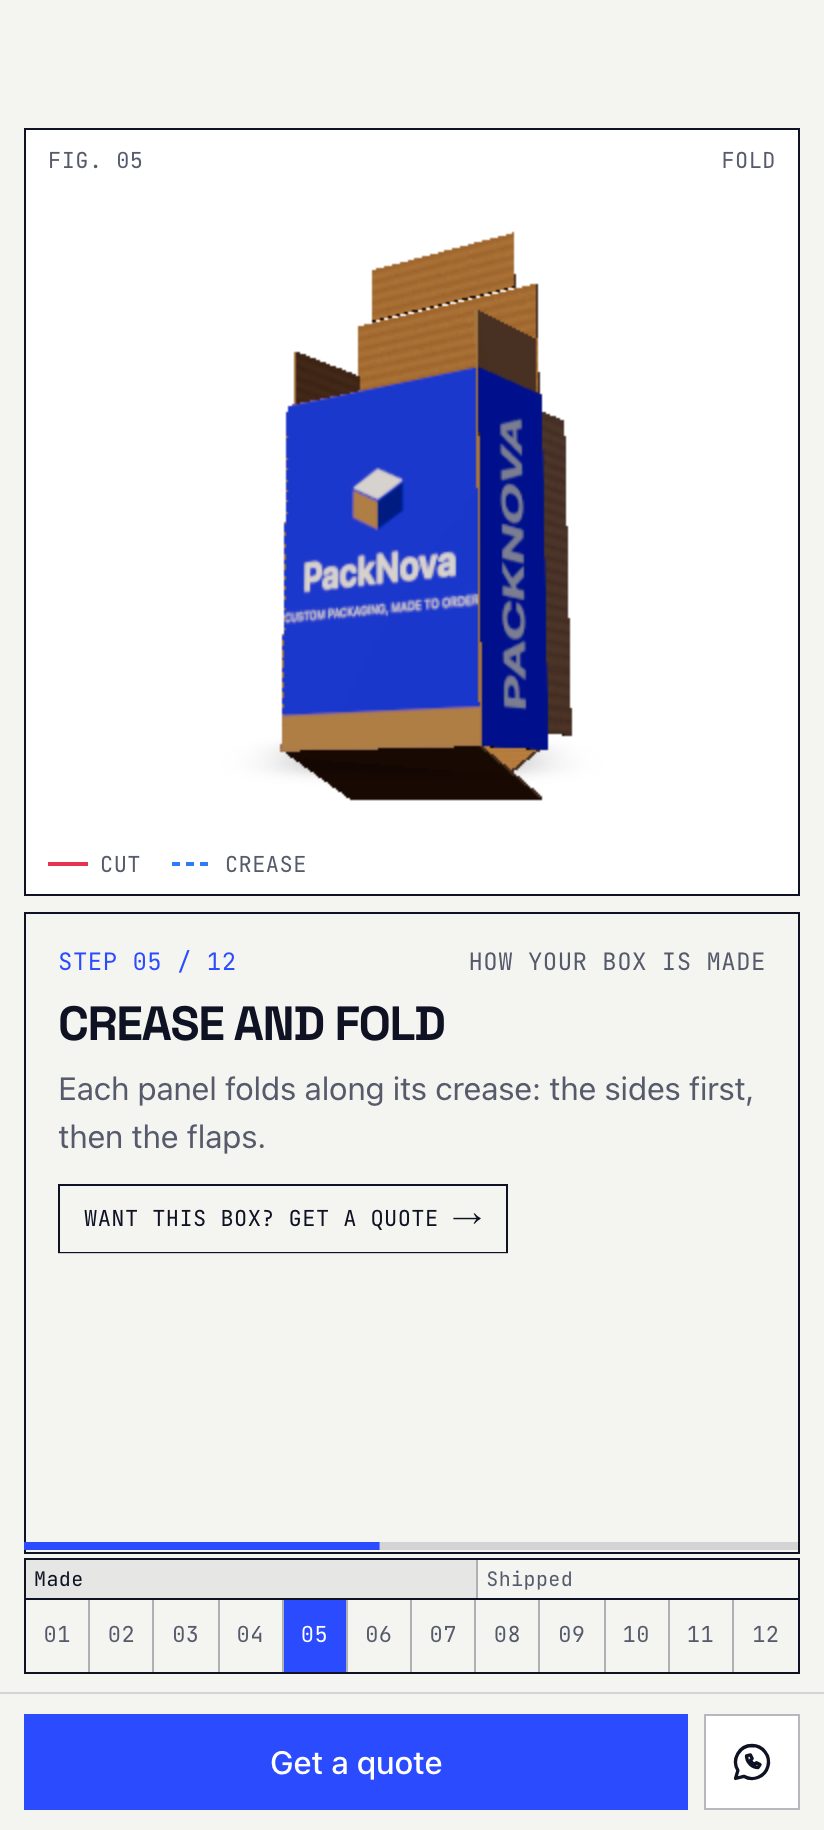 FIG. 05
FOLD
PackNova
CUSTOM PACKAGING, MADE TO ORDER
PACKNOVA
CUT
CREASE
STEP 05 / 12
HOW YOUR BOX IS MADE
CREASE AND FOLD
Each panel folds along its crease: the sides first,
then the flaps.
WANT THIS BOX? GET A QUOTE →
Made
Shipped
01 02 03 04 05 06 07 08 09 10 11 12
Get a quote